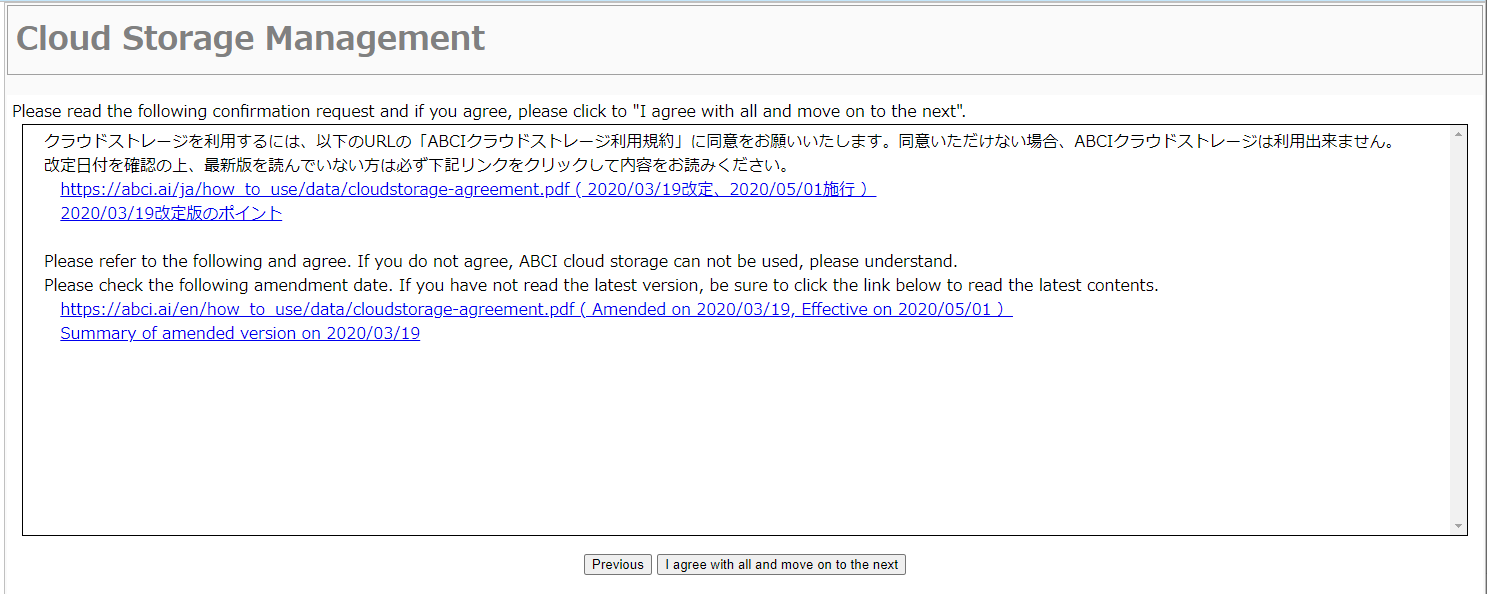 Cloud Storage Management
Please read the following confirmation request and if you agree, please click to "I agree with all and move on to the next".
クラウドストレージを利用するには、以下のURLの「ABCIクラウドストレージ利用規約」に同意をお願いいたします。同意いただけない場合、ABCIクラウドストレージは利用出来ません。
改定日付を確認の上、最新版を読んでいない方は必ず下記リンクをクリックして内容をお読みください。
https://abci.ai/ja/how_to_use/data/cloudstorage-agreement.pdf ( 2020/03/19改定、2020/05/01施行 ）
2020/03/19改定版のポイント
Please refer to the following and agree. If you do not agree, ABCI cloud storage can not be used, please understand.
Please check the following amendment date. If you have not read the latest version, be sure to click the link below to read the latest contents.
https://abci.ai/en/how_to_use/data/cloudstorage-agreement.pdf ( Amended on 2020/03/19, Effective on 2020/05/01 ）
Summary of amended version on 2020/03/19
Previous I agree with all and move on to the next